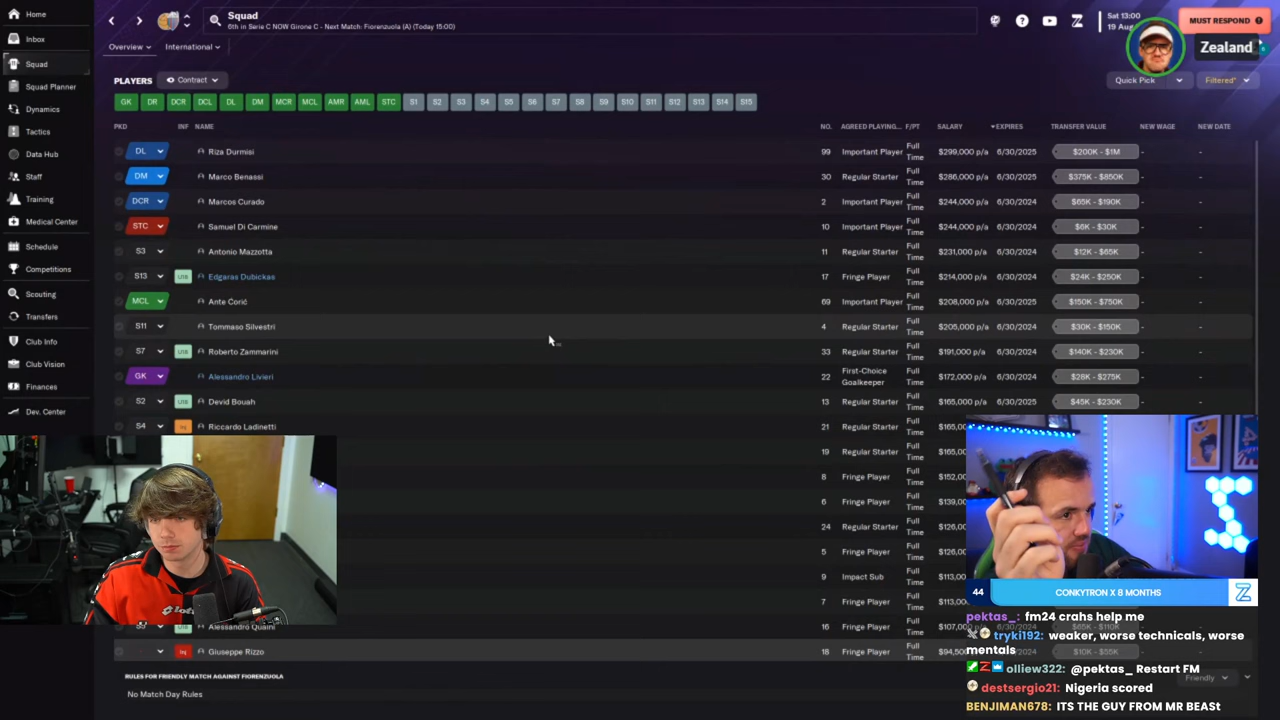 Home
Squad
6th in Serie C NOW Girone C - Next Match: Fiorenzuola (A) (Today 15:00)
Sat 13:00
19 Aug
MUST RESPOND
Zealand
Inbox
Squad
Squad Planner
Dynamics
Tactics
Data Hub
Staff
Training
Medical Center
Schedule
Competitions
Scouting
Transfers
Club Info
Club Vision
Finances
Dev. Center
Overview
International
PLAYERS
Contract
Quick Pick
Filtered*
GK DR DCR DCL DL DM MCR MCL AMR AML STC S1 S2 S3 S4 S5 S6 S7 S8 S9 S10 S11 S12 S13 S14 S15
PKD INF NAME NO. AGREED PLAYING... F/PT SALARY EXPIRES TRANSFER VALUE NEW WAGE NEW DATE
DL Riza Durmisi 99 Important Player Full Time $299,000 p/a 6/30/2025 $200K - $1M - -
DM Marco Benassi 30 Regular Starter Full Time $286,000 p/a 6/30/2025 $375K - $850K - -
DCR Marcos Curado 2 Important Player Full Time $244,000 p/a 6/30/2024 $65K - $190K - -
STC Samuel Di Carmine 10 Important Player Full Time $244,000 p/a 6/30/2024 $6K - $30K - -
S3 Antonio Mazzotta 11 Regular Starter Full Time $231,000 p/a 6/30/2024 $12K - $65K - -
S13 Edgaras Dubickas 17 Fringe Player Full Time $214,000 p/a 6/30/2024 $24K - $250K - -
MCL Ante Corić 69 Important Player Full Time $208,000 p/a 6/30/2025 $150K - $750K - -
S11 Tommaso Silvestri 4 Regular Starter Full Time $205,000 p/a 6/30/2024 $30K - $150K - -
S7 Roberto Zammarini 33 Regular Starter Full Time $191,000 p/a 6/30/2024 $140K - $230K - -
GK Alessandro Livieri 22 First-Choice Goalkeeper Full Time $172,000 p/a 6/30/2024 $28K - $275K - -
S2 Devid Bouah 13 Regular Starter Full Time $165,000 p/a 6/30/2025 $45K - $230K - -
S4 Riccardo Ladinetti 21 Regular Starter Full Time $165,0
19 Regular Starter Full Time $165,00
8 Fringe Player Full Time $152,00
6 Fringe Player Full Time $139,00
24 Regular Starter Full Time $126,00
5 Fringe Player Full Time $126,00
9 Impact Sub Full Time $113,00
7 Fringe Player Full Time $113,00
Alessandro Quaini 16 Fringe Player Full Time $107,0
Giuseppe Rizzo 18 Fringe Player Full Time $94,500 $10K - $55K
RULES FOR FRIENDLY MATCH AGAINST FIORENZUOLA
No Match Day Rules
Friendly
44 CONKYTRON X 8 MONTHS
pektas_: fm24 crahs help me
tryki192: weaker, worse technicals, worse
mentals
olliew322: @pektas_ Restart FM
destsergio21: Nigeria scored
BENJIMAN678: ITS THE GUY FROM MR BEAST